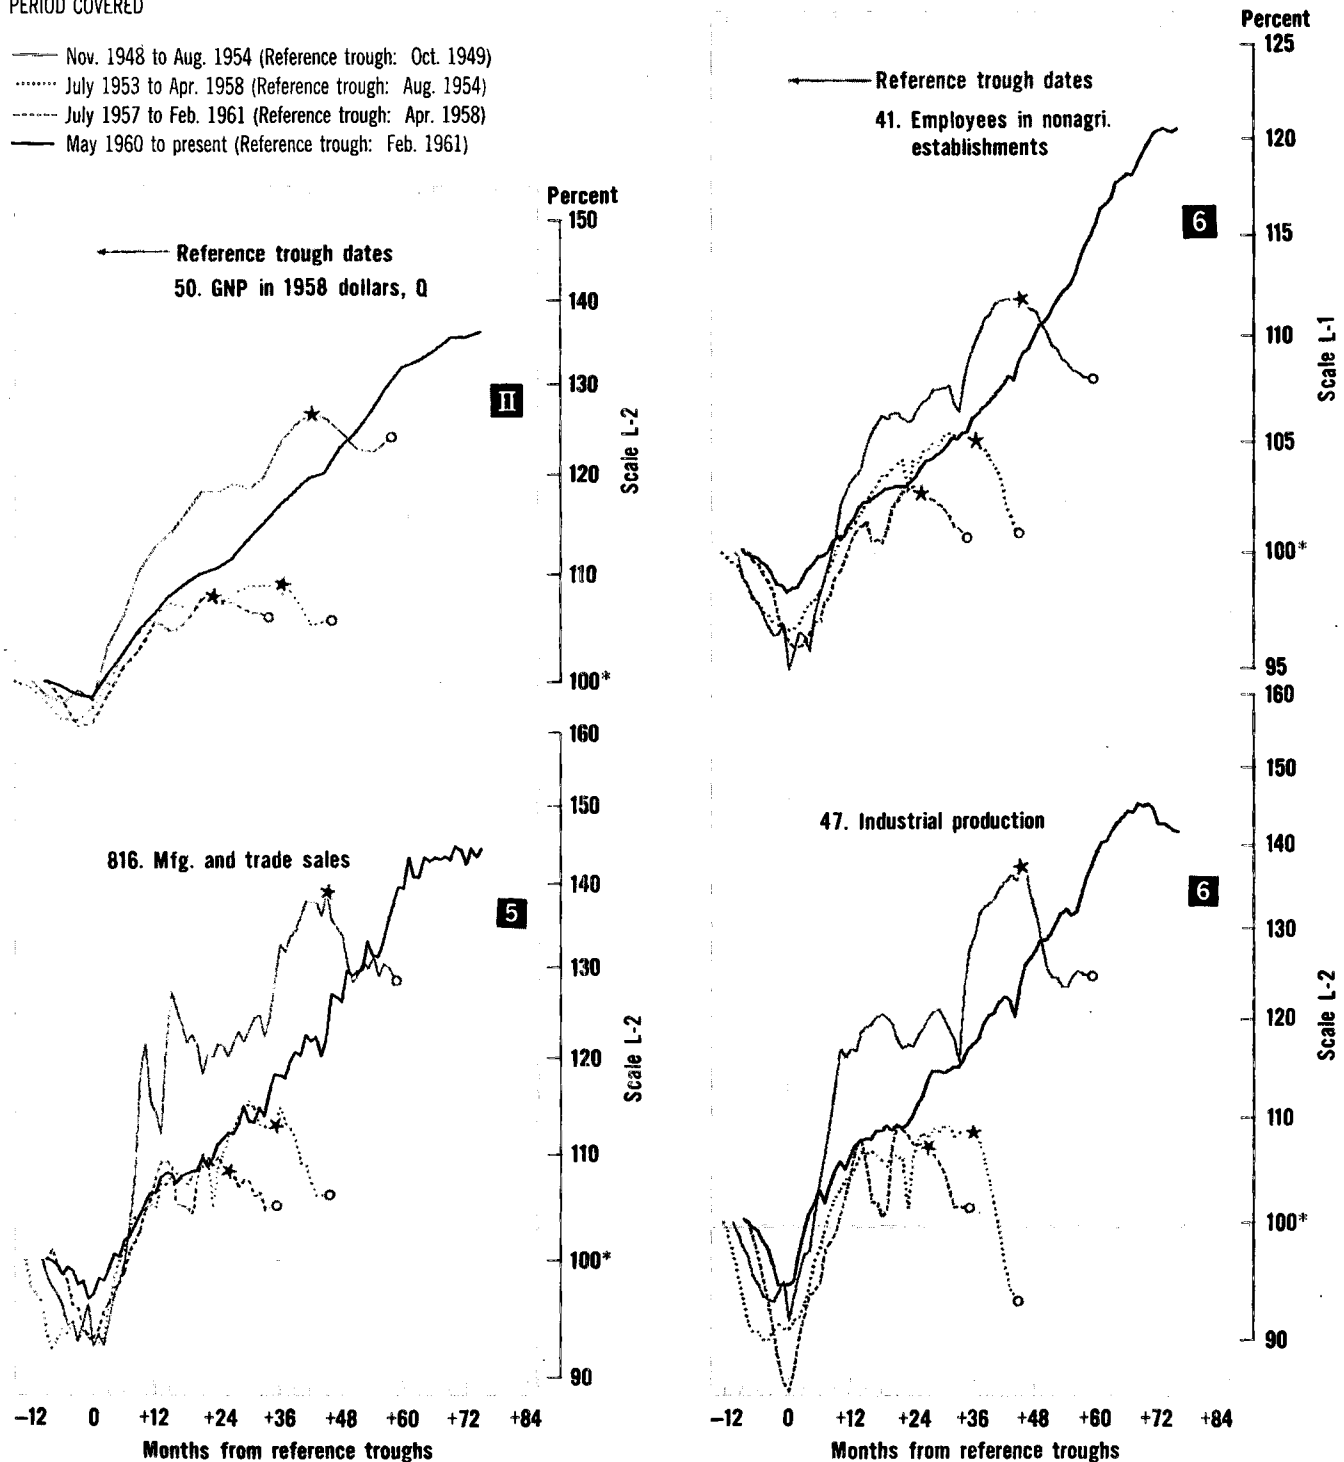 PERIOD COVERED
Nov. 1948 to Aug. 1954 (Reference trough: Oct. 1949)
July 1953 to Apr. 1958 (Reference trough: Aug. 1954)
July 1957 to Feb. 1961 (Reference trough: Apr. 1958)
May 1960 to present (Reference trough: Feb. 1961)
Percent
150
Reference trough dates
50. GNP in 1958 dollars, Q
140
130
II
120
110
100*
Scale L-2
160
150
816. Mfg. and trade sales
140
5
130
120
110
100*
90
Scale L-2
-12 0 +12 +24 +36 +48 +60 +72 +84
Months from reference troughs
Percent
125
Reference trough dates
41. Employees in nonagri.
establishments
120
6
115
110
105
100*
95
Scale L-1
160
150
47. Industrial production
140
6
130
120
110
100*
90
Scale L-2
-12 0 +12 +24 +36 +48 +60 +72 +84
Months from reference troughs